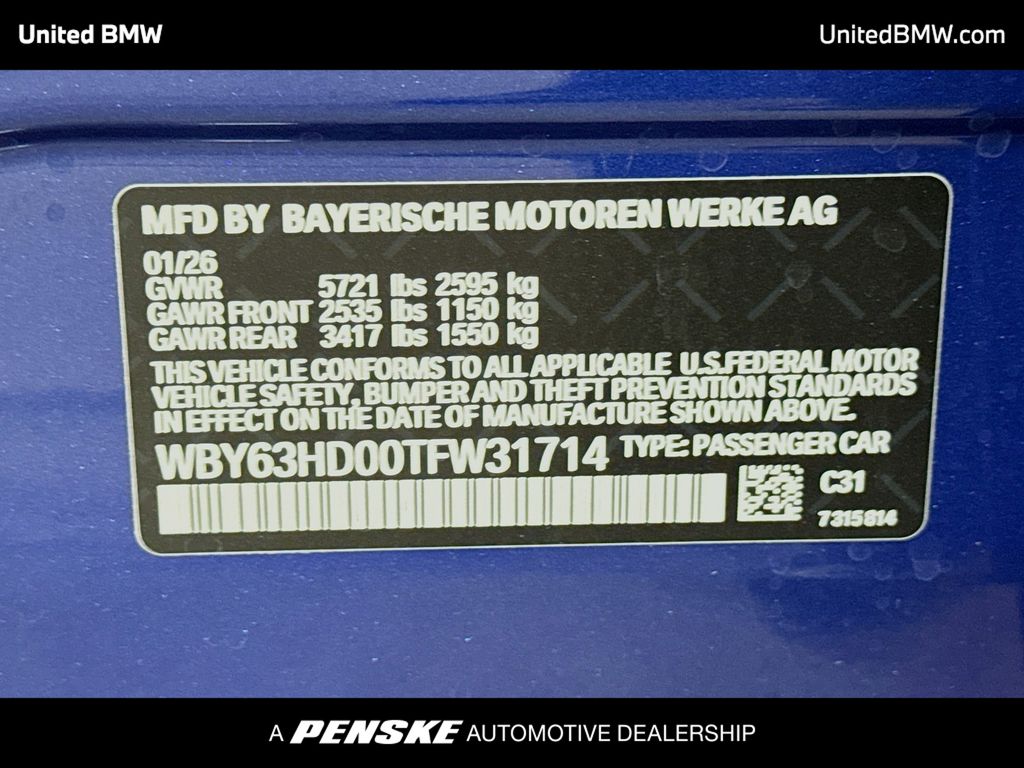 United BMW
UnitedBMW.com
MFD BY BAYERISCHE MOTOREN WERKE AG
01/26
GVWR 5721 lbs 2595 kg
GAWR FRONT 2535 lbs 1150 kg
GAWR REAR 3417 lbs 1550 kg
THIS VEHICLE CONFORMS TO ALL APPLICABLE U.S.FEDERAL MOTOR
VEHICLE SAFETY, BUMPER AND THEFT PREVENTION STANDARDS
IN EFFECT ON THE DATE OF MANUFACTURE SHOWN ABOVE.
WBY63HD00TFW31714 TYPE: PASSENGER CAR
C31
7315814
A PENSKE AUTOMOTIVE DEALERSHIP